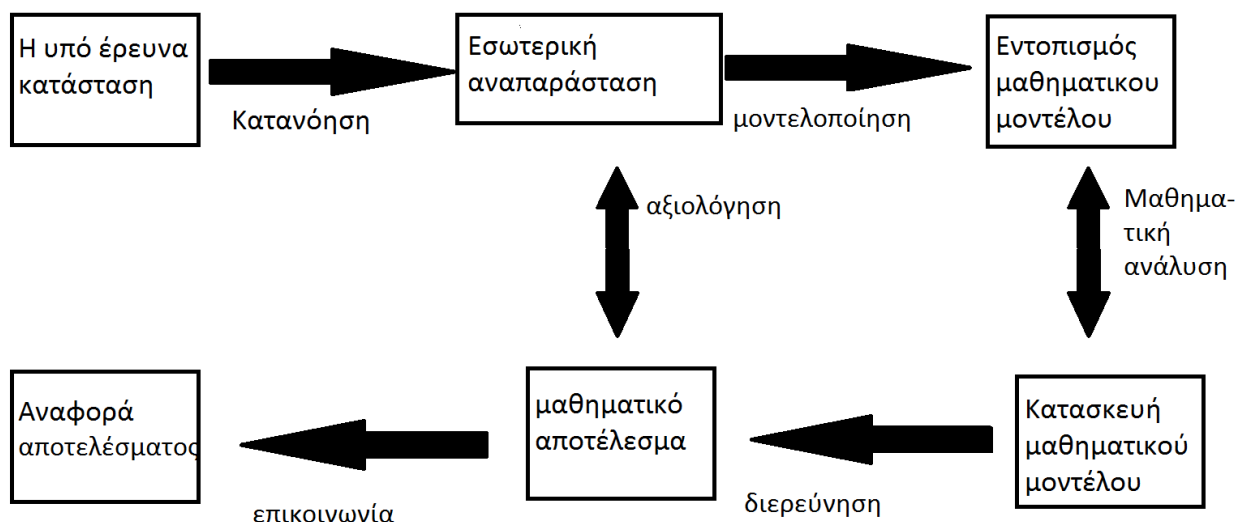 Η υπό έρευνα
κατάσταση
Κατανόηση
Εσωτερική
αναπαράσταση
μοντελοποίηση
Εντοπισμός
μαθηματικου
μοντέλου
αξιολόγηση
Μαθημα-
τική
ανάλυση
Αναφορά
αποτελέσματος
επικοινωνία
μαθηματικό
αποτέλεσμα
διερεύνηση
Κατασκευή
μαθηματικού
μοντέλου